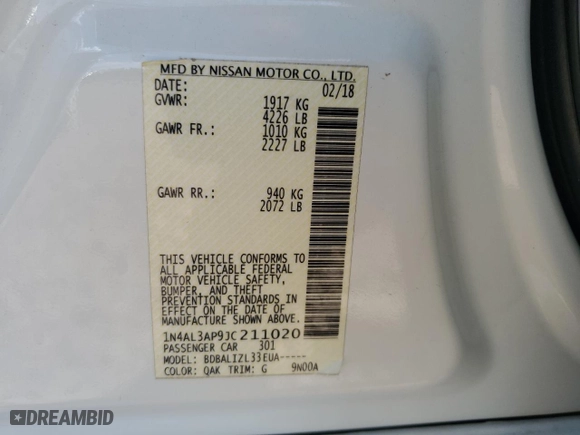 MFD BY NISSAN MOTOR CO., LTD.
DATE: 02/18
GVWR: 1917 KG
4226 LB
GAWR FR.: 1010 KG
2227 LB
GAWR RR.: 940 KG
2072 LB
THIS VEHICLE CONFORMS TO
ALL APPLICABLE FEDERAL
MOTOR VEHICLE SAFETY,
BUMPER, AND THEFT
PREVENTION STANDARDS IN
EFFECT ON THE DATE OF
MANUFACTURE SHOWN ABOVE.
1N4AL3AP9JC211020
PASSENGER CAR 301
MODEL: BDBALIZL33EUA-----
COLOR: QAK TRIM: G 9N00A
DREAMBID